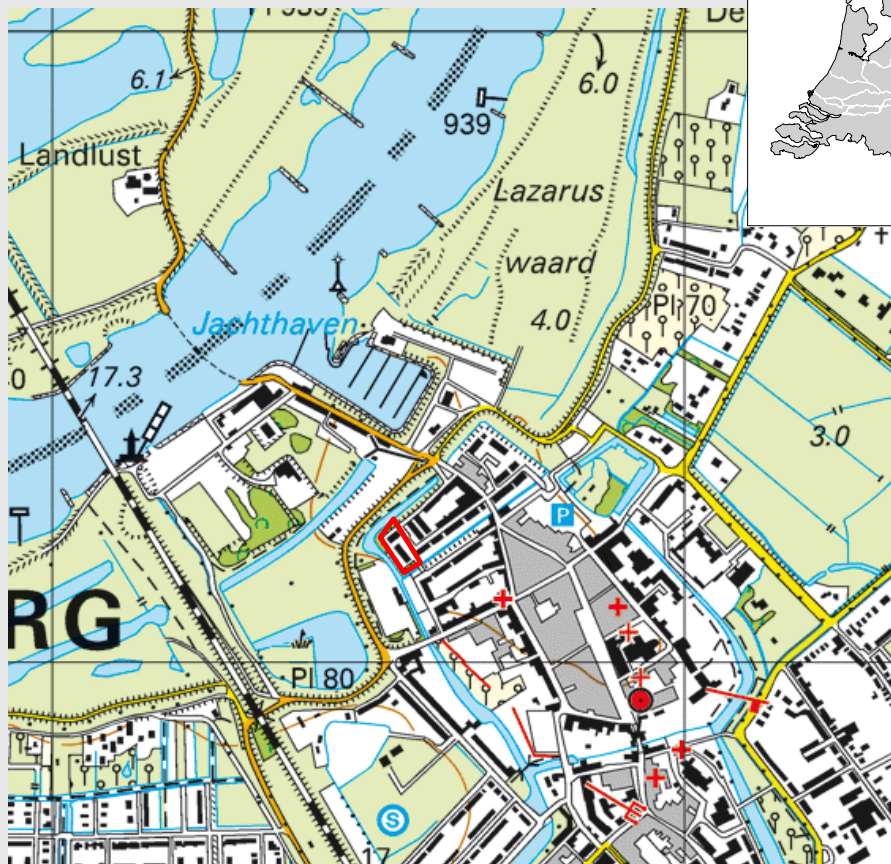 De
6.1
6.0
939
Landlust
Lazarus
waard
Pl 70
4.0
Jachthaven
17.3
3.0
P
RG
Pl 80
S
17